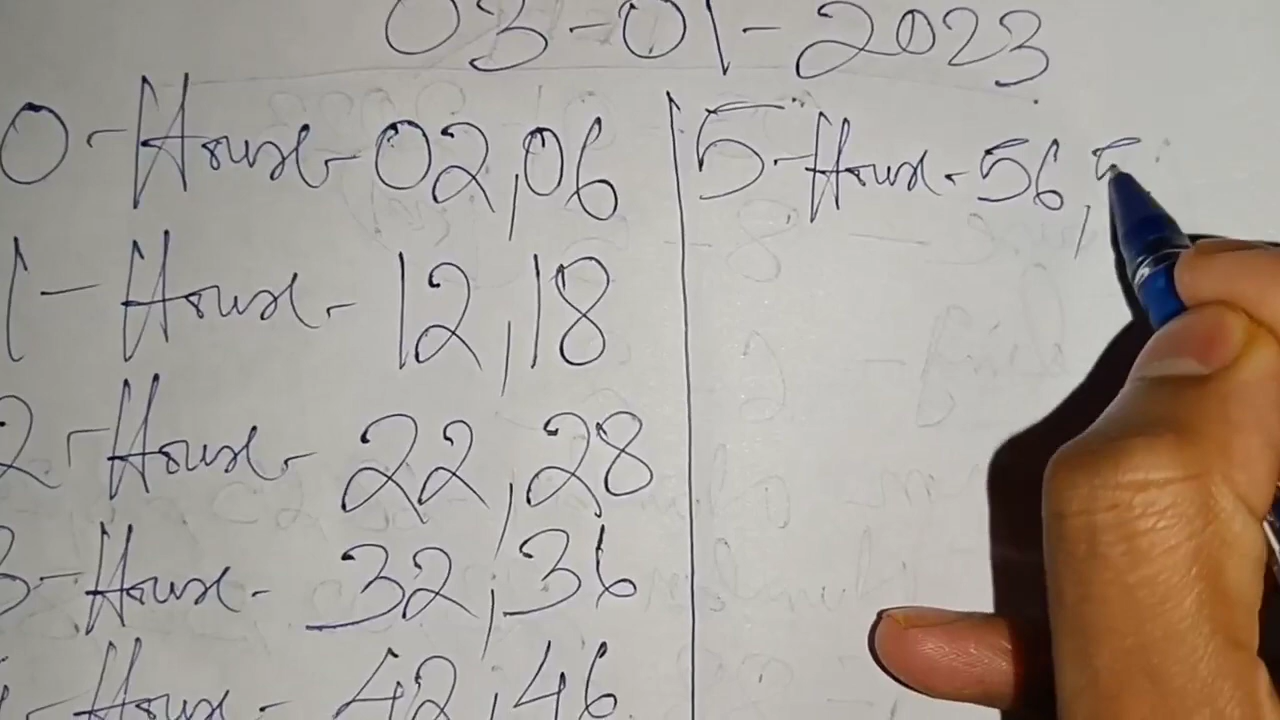 03-01-2023
0-House-02,06
1-House-12,18
2-House-22,28
3-House-32,36
4-House-42,46
5-House-56,5